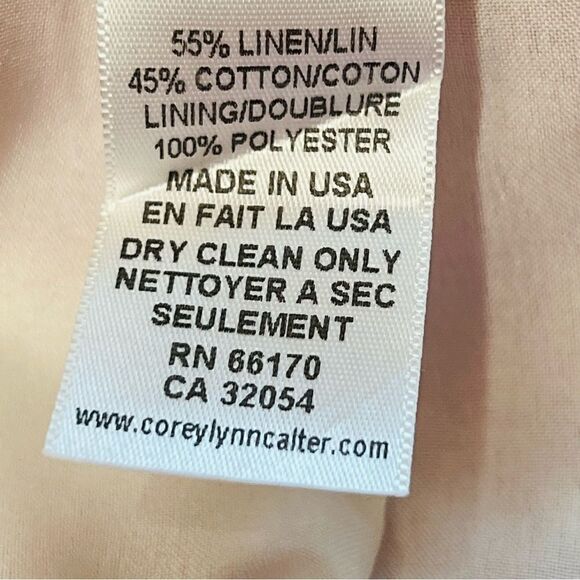 55% LINEN/LIN
45% COTTON/COTON
LINING/DOUBLURE
100% POLYESTER
MADE IN USA
EN FAIT LA USA
DRY CLEAN ONLY
NETTOYER A SEC
SEULEMENT
RN 66170
CA 32054
www.coreylynncalter.com